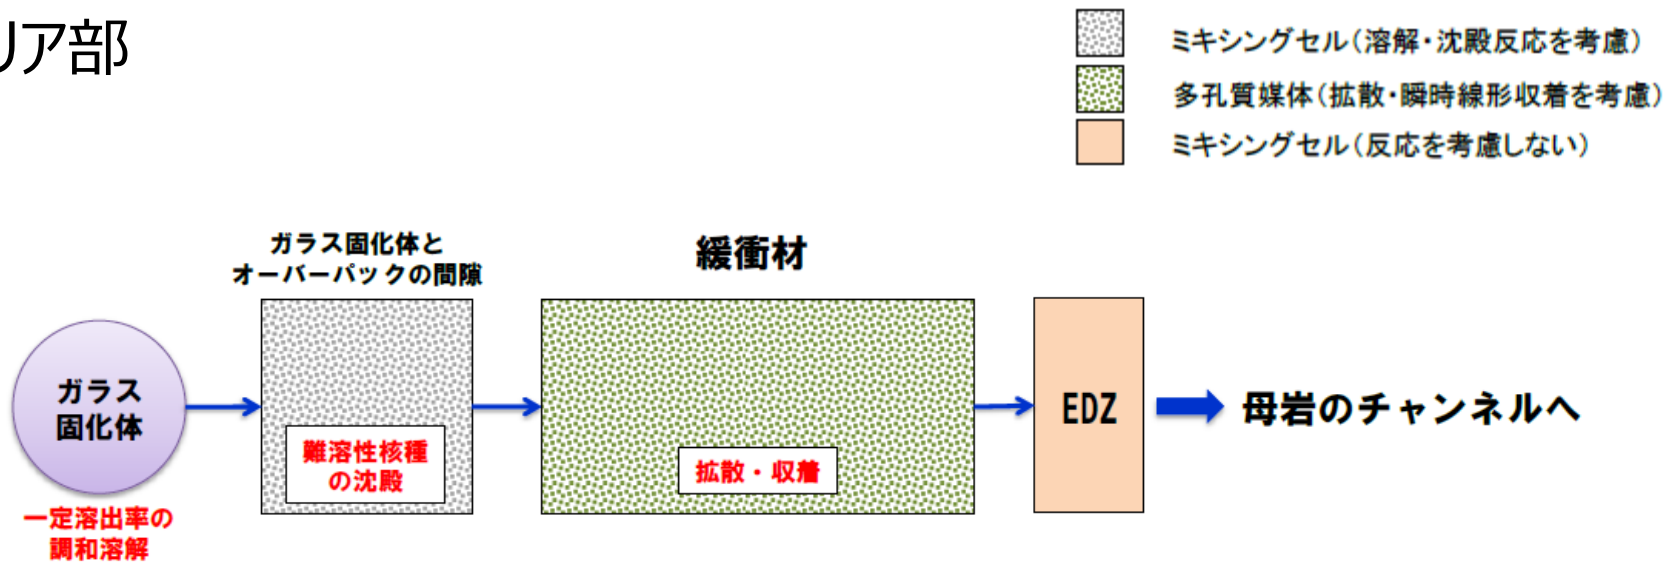 リア部
ミキシングセル(溶解・沈殿反応を考慮)
多孔質媒体(拡散・瞬時線形収着を考慮)
ミキシングセル(反応を考慮しない)
ガラス固化体と
オーバーパックの間隙
緩衝材
ガラス
固化体
難溶性核種
の沈殿
拡散・収着
EDZ
母岩のチャンネルへ
一定溶出率の
調和溶解